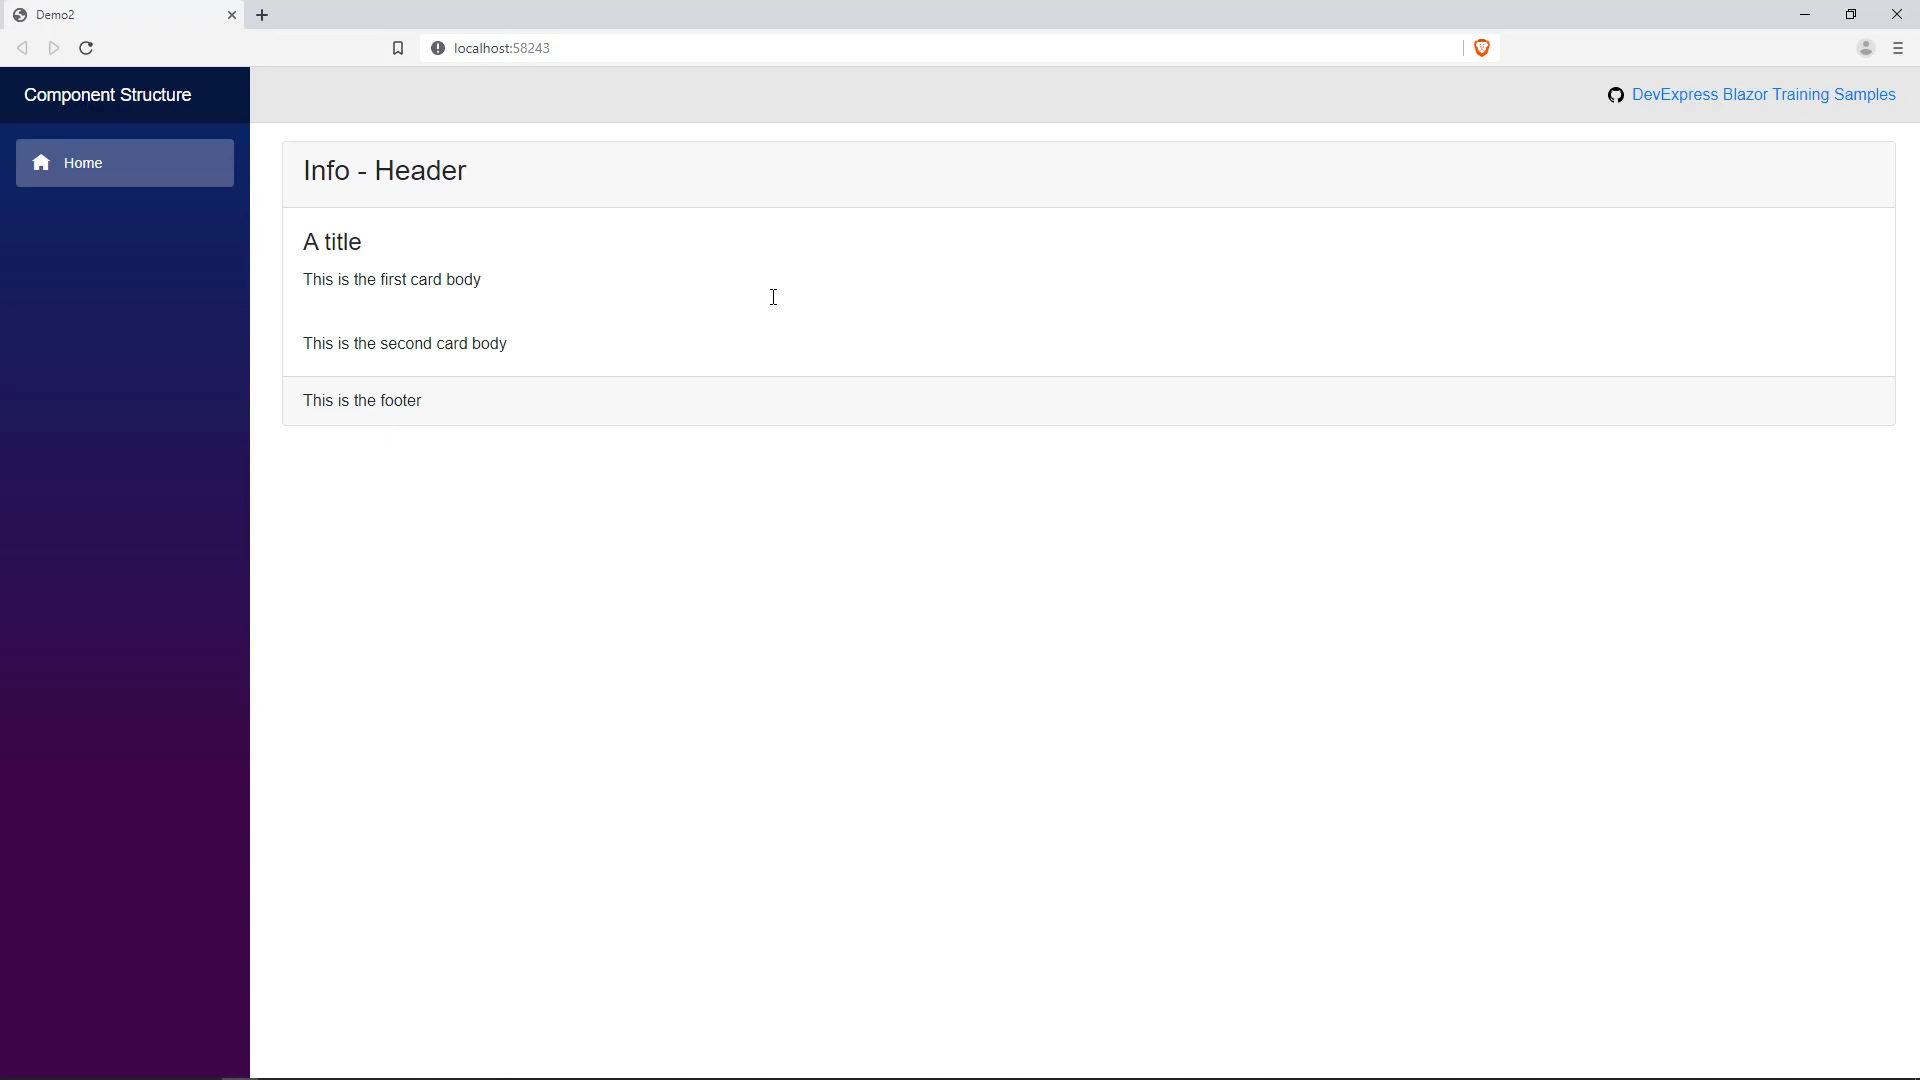 Demo2
localhost:58243
Component Structure
DevExpress Blazor Training Samples
Home
Info - Header
A title
This is the first card body
This is the second card body
This is the footer